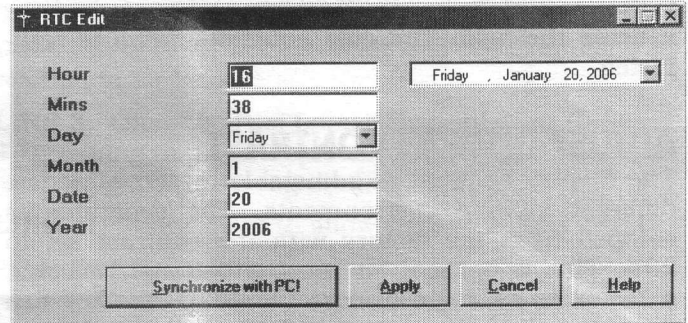 RTC Edit
Hour 16 Friday , January 20, 2006
Mins 38
Day Friday
Month 1
Date 20
Year 2006
Synchronize with PC! Apply Cancel Help